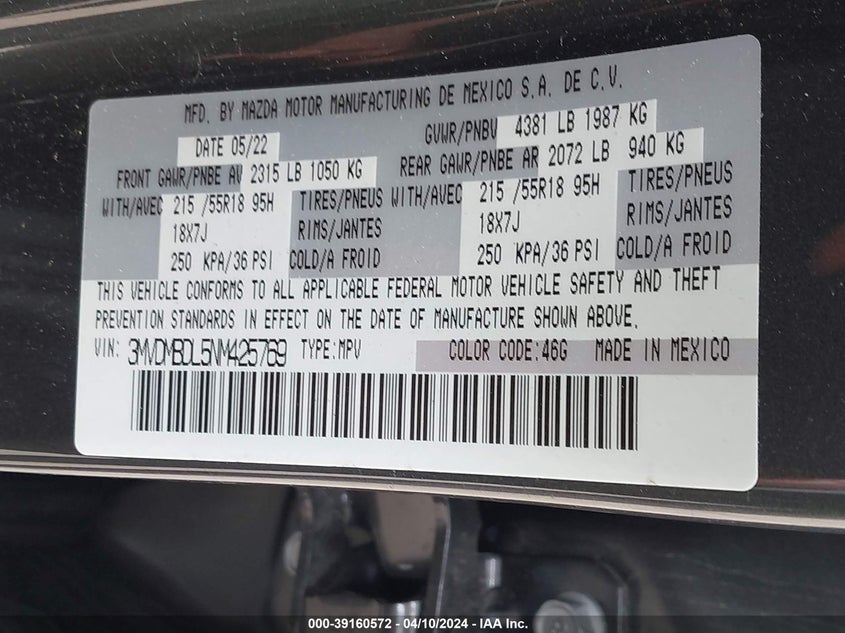 MFD. BY MAZDA MOTOR MANUFACTURING DE MEXICO S.A. DE C.V.
DATE 05/22 GVWR/PNBV 4381 LB 1987 KG
FRONT GAWR/PNBE AV 2315 LB 1050 KG REAR GAWR/PNBE AR 2072 LB 940 KG
WITH/AVEC 215 /55R18 95H TIRES/PNEUS WITH/AVEC 215 /55R18 95H TIRES/PNEUS
18X7J RIMS/JANTES 18X7J RIMS/JANTES
250 KPA/36 PSI COLD/A FROID 250 KPA/36 PSI COLD/A FROID
THIS VEHICLE CONFORMS TO ALL APPLICABLE FEDERAL MOTOR VEHICLE SAFETY AND THEFT
PREVENTION STANDARDS IN EFFECT ON THE DATE OF MANUFACTURE SHOWN ABOVE.
VIN: 3MVDMBDL5NM425769 TYPE:MPV COLOR CODE:46G MADE IN MEXICO
000-39160572 - 04/10/2024 - IAA Inc.